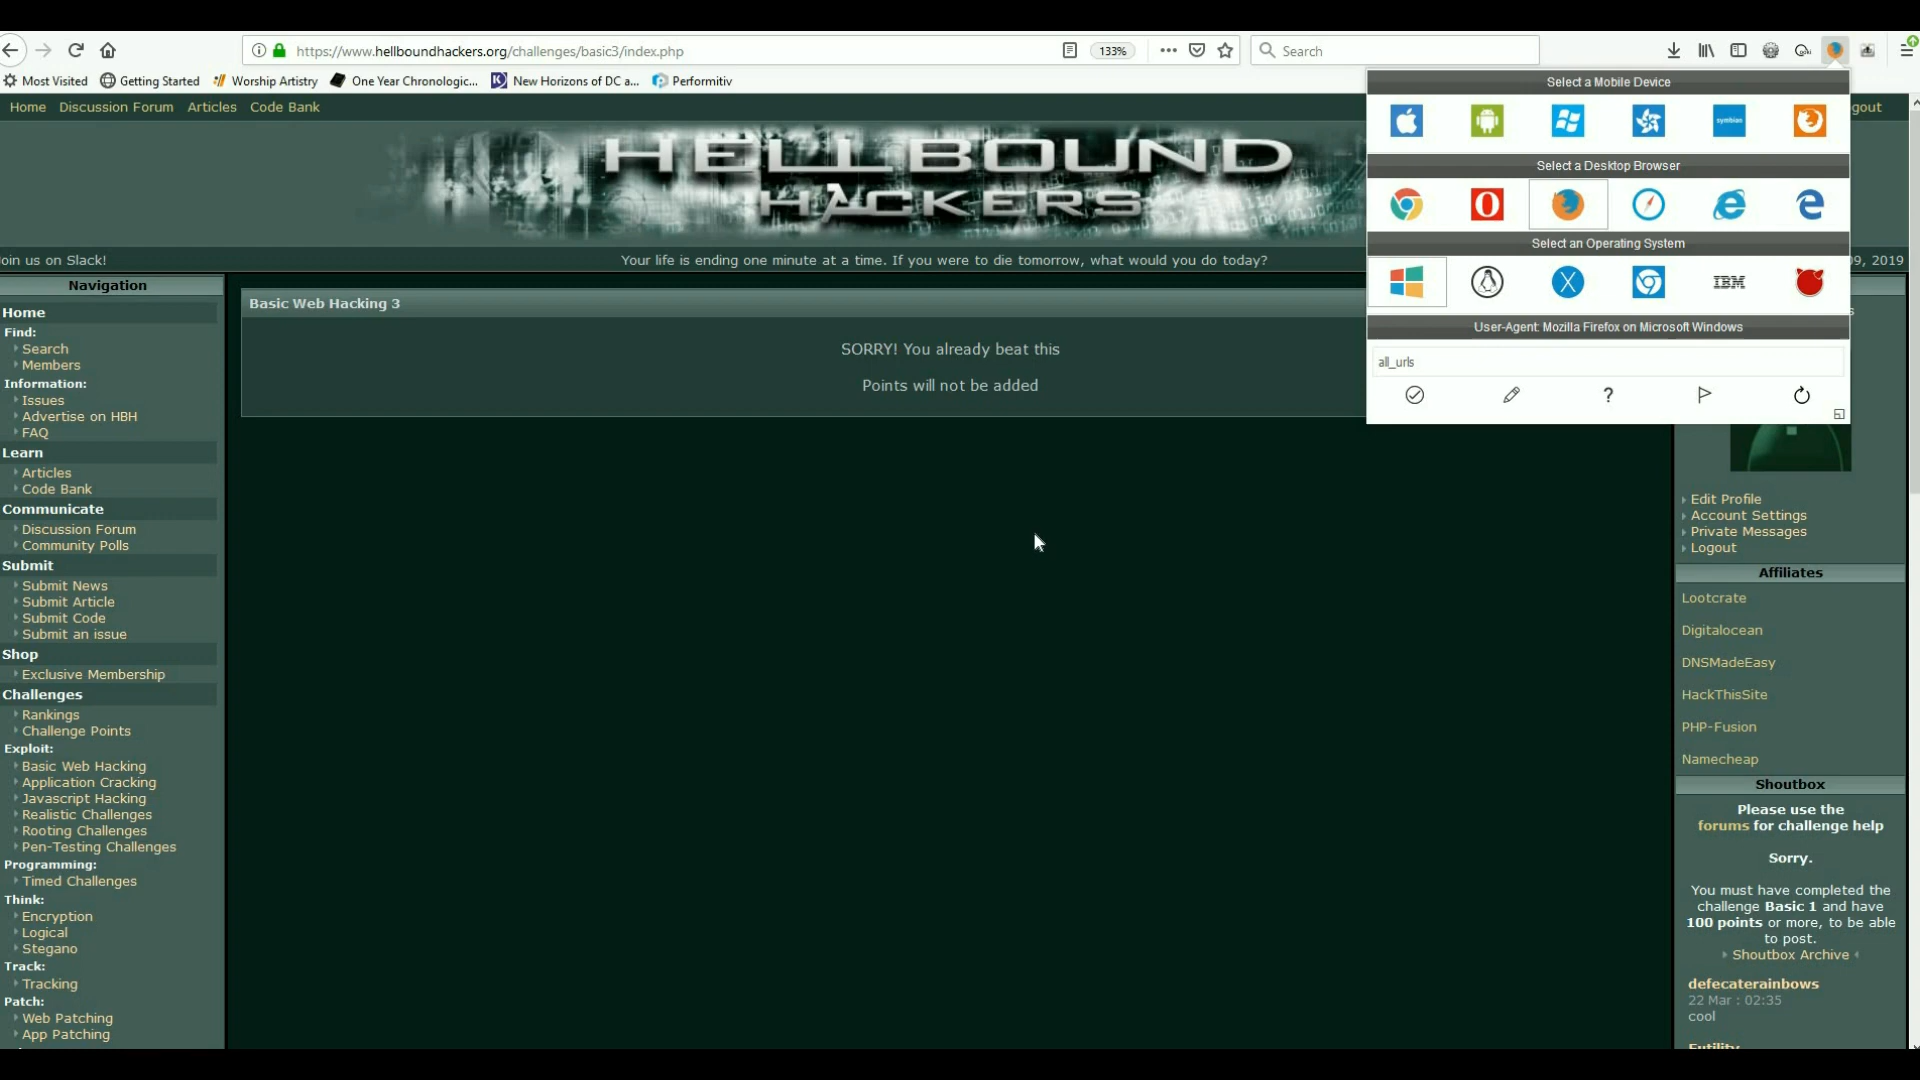 https://www.hellboundhackers.org/challenges/basic3/index.php
133%
Search
Most Visited
Getting Started
Worship Artistry
One Year Chronologic...
New Horizons of DC a...
Performitiv
Home
Discussion Forum
Articles
Code Bank
gout
HELLBOUND
HACKERS
oin us on Slack!
Your life is ending one minute at a time. If you were to die tomorrow, what would you do today?
09, 2019
Select a Mobile Device
symbian
Select a Desktop Browser
Select an Operating System
IBM
User-Agent: Mozilla Firefox on Microsoft Windows
all_urls
?
Navigation
Home
Find:
Search
Members
Information:
Issues
Advertise on HBH
FAQ
Learn
Articles
Code Bank
Communicate
Discussion Forum
Community Polls
Submit
Submit News
Submit Article
Submit Code
Submit an issue
Shop
Exclusive Membership
Challenges
Rankings
Challenge Points
Exploit:
Basic Web Hacking
Application Cracking
Javascript Hacking
Realistic Challenges
Rooting Challenges
Pen-Testing Challenges
Programming:
Timed Challenges
Think:
Encryption
Logical
Stegano
Track:
Tracking
Patch:
Web Patching
App Patching
Basic Web Hacking 3
SORRY! You already beat this
Points will not be added
Edit Profile
Account Settings
Private Messages
Logout
Affiliates
Lootcrate
Digitalocean
DNSMadeEasy
HackThisSite
PHP-Fusion
Namecheap
Shoutbox
Please use the
forums for challenge help
Sorry.
You must have completed the
challenge Basic 1 and have
100 points or more, to be able
to post.
Shoutbox Archive
defecaterainbows
22 Mar : 02:35
cool
Futility